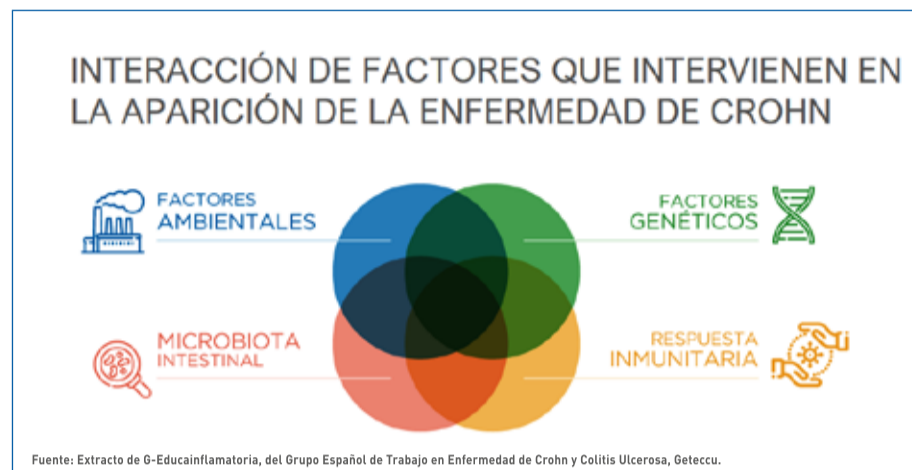 INTERACCIÓN DE FACTORES QUE INTERVIENEN EN
LA APARICIÓN DE LA ENFERMEDAD DE CROHN
FACTORES
AMBIENTALES
FACTORES
GENÉTICOS
MICROBIOTA
INTESTINAL
RESPUESTA
INMUNITARIA
Fuente: Extracto de G-Educainflamatoria, del Grupo Español de Trabajo en Enfermedad de Crohn y Colitis Ulcerosa, Geteccu.